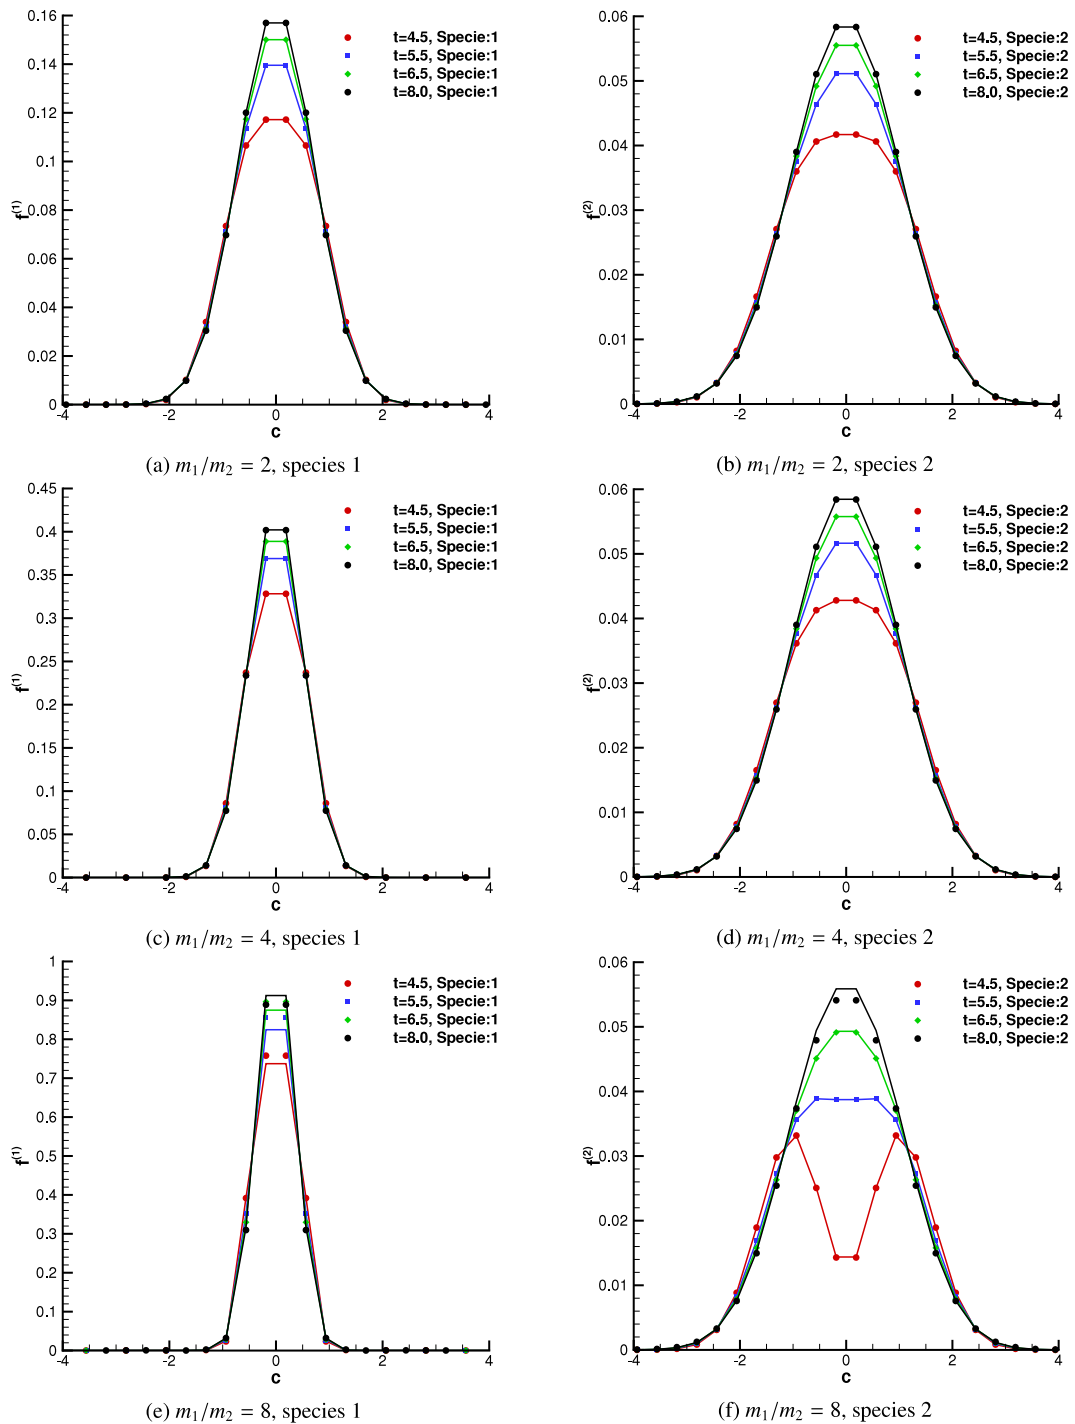 0.16
0.14
0.12
0.1
0.08
0.06
0.04
0.02
0
f(1)
t=4.5, Specie:1
t=5.5, Specie:1
t=6.5, Specie:1
t=8.0, Specie:1
-4 -2 0 2 4
C
(a) m1/m2 = 2, species 1
0.06
0.05
0.04
0.03
0.02
0.01
0
f(2)
t=4.5, Specie:2
t=5.5, Specie:2
t=6.5, Specie:2
t=8.0, Specie:2
-4 -2 0 2 4
C
(b) m1/m2 = 2, species 2
0.45
0.4
0.35
0.3
0.25
0.2
0.15
0.1
0.05
0
f(1)
t=4.5, Specie:1
t=5.5, Specie:1
t=6.5, Specie:1
t=8.0, Specie:1
-4 -2 0 2 4
C
(c) m1/m2 = 4, species 1
0.06
0.05
0.04
0.03
0.02
0.01
0
f(2)
t=4.5, Specie:2
t=5.5, Specie:2
t=6.5, Specie:2
t=8.0, Specie:2
-4 -2 0 2 4
C
(d) m1/m2 = 4, species 2
1
0.9
0.8
0.7
0.6
0.5
0.4
0.3
0.2
0.1
0
f(1)
t=4.5, Specie:1
t=5.5, Specie:1
t=6.5, Specie:1
t=8.0, Specie:1
-4 -2 0 2 4
C
(e) m1/m2 = 8, species 1
0.06
0.05
0.04
0.03
0.02
0.01
0
f(2)
t=4.5, Specie:2
t=5.5, Specie:2
t=6.5, Specie:2
t=8.0, Specie:2
-4 -2 0 2 4
C
(f) m1/m2 = 8, species 2